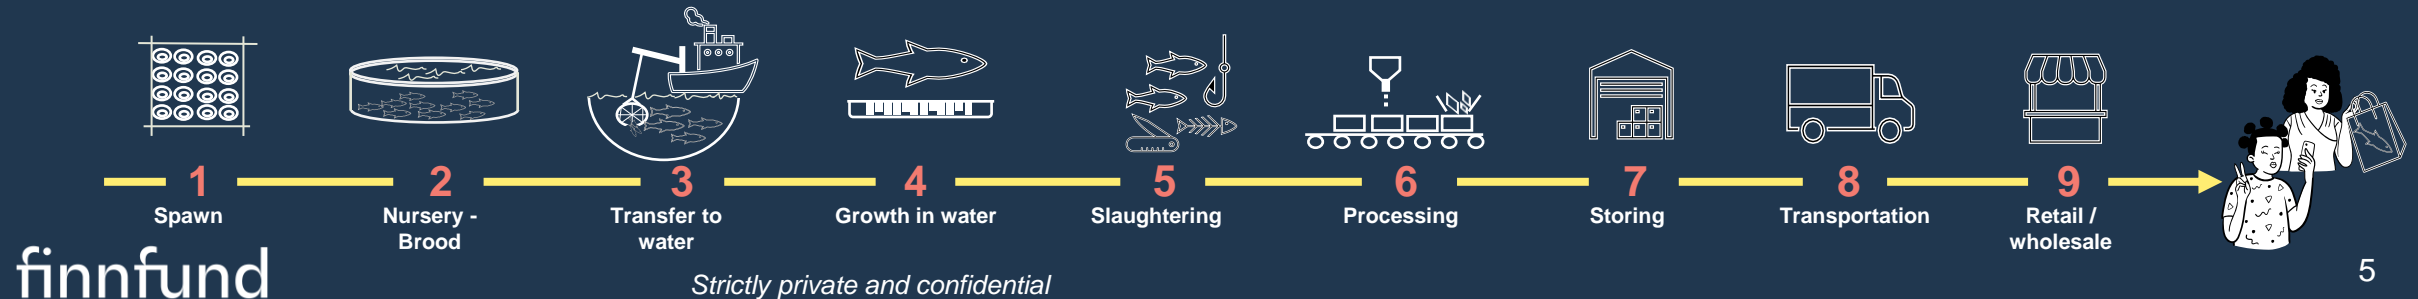 1 2 3 4 5 6 7 8 9
Spawn
Nursery -
Brood
Transfer to
water
Growth in water
Slaughtering
Processing
Storing
Transportation
Retail /
wholesale
finnfund
Strictly private and confidential
5